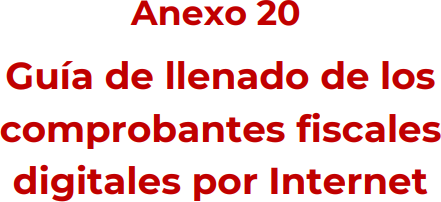 Anexo 20
Guía de llenado de los
comprobantes fiscales
digitales por Internet